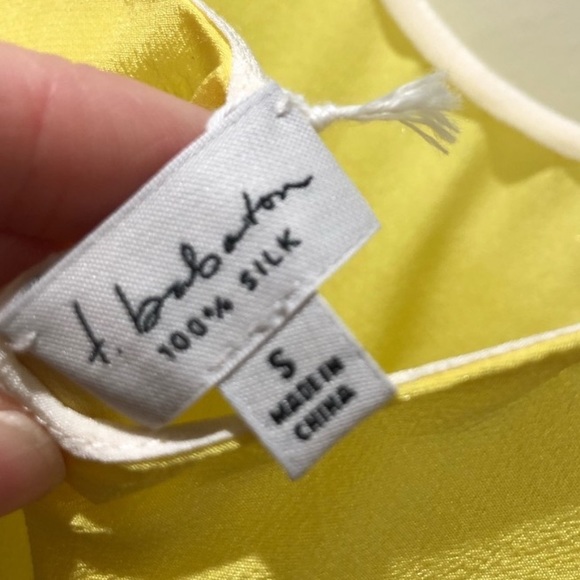 t. babaton
100% SILK
S
MADE IN
CHINA